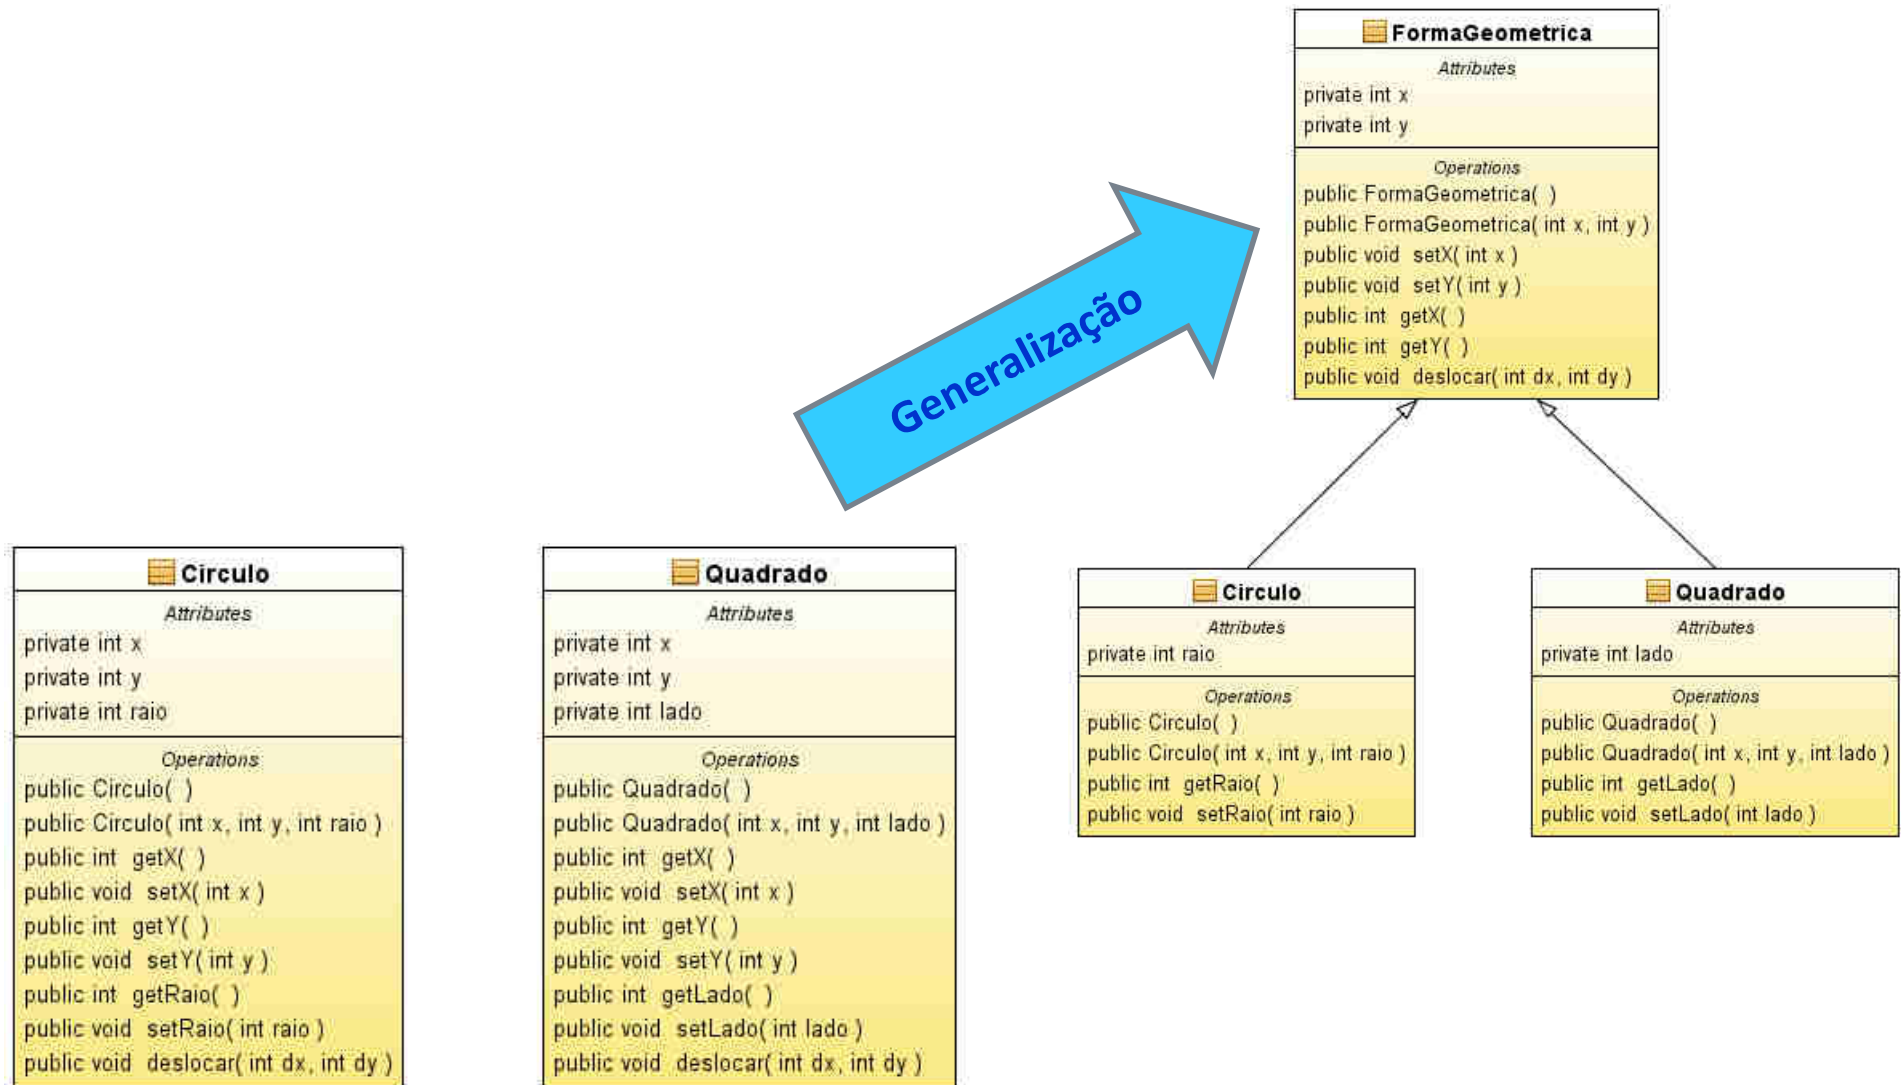 FormaGeometrica
Attributes
private int x
private int y
Operations
public FormaGeometrica( )
public FormaGeometrica( int x, int y )
public void setX( int x )
public void setY( int y )
public int getX( )
public int getY( )
public void deslocar( int dx, int dy )
Generalização
Circulo
Attributes
private int x
private int y
private int raio
Operations
public Circulo( )
public Circulo( int x, int y, int raio )
public int getX( )
public void setX( int x )
public int getY( )
public void setY( int y )
public int getRaio( )
public void setRaio( int raio )
public void deslocar( int dx, int dy )
Quadrado
Attributes
private int x
private int y
private int lado
Operations
public Quadrado( )
public Quadrado( int x, int y, int lado )
public int getX( )
public void setX( int x )
public int getY( )
public void setY( int y )
public int getLado( )
public void setLado( int lado )
public void deslocar( int dx, int dy )
Circulo
Attributes
private int raio
Operations
public Circulo( )
public Circulo( int x, int y, int raio )
public int getRaio( )
public void setRaio( int raio )
Quadrado
Attributes
private int lado
Operations
public Quadrado( )
public Quadrado( int x, int y, int lado )
public int getLado( )
public void setLado( int lado )